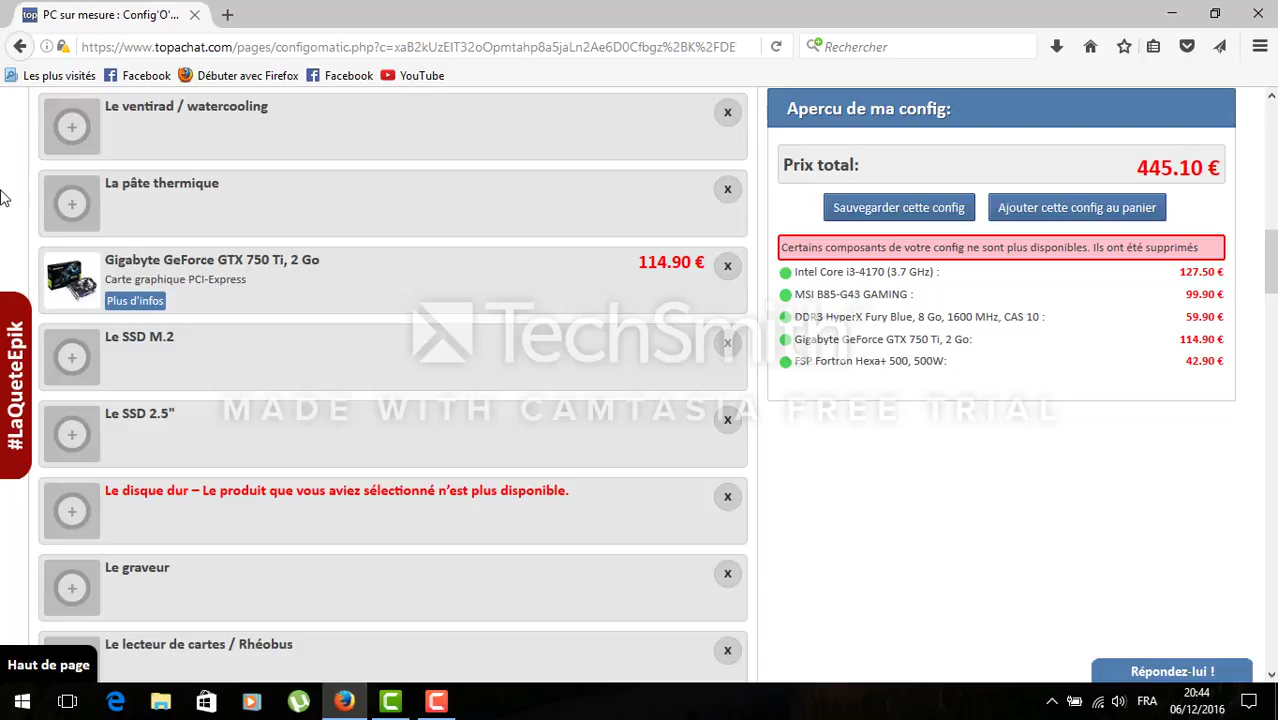 PC sur mesure : Config'O'...
https://www.topachat.com/pages/configomatic.php?c=xaB2kUzEIT32oOpmtahp8a5jaLn2Ae6D0Cfbgz%2BK%2FDE
Rechercher
Les plus visités
Facebook
Débuter avec Firefox
Facebook
YouTube
Le ventirad / watercooling
x
La pâte thermique
x
Gigabyte GeForce GTX 750 Ti, 2 Go
114.90 €
x
Carte graphique PCI-Express
Plus d'infos
Le SSD M.2
x
Le SSD 2.5"
x
Le disque dur – Le produit que vous aviez sélectionné n’est plus disponible.
x
Le graveur
x
Le lecteur de cartes / Rhéobus
x
#LaQueteEpik
Haut de page
Apercu de ma config:
Prix total:
445.10 €
Sauvegarder cette config
Ajouter cette config au panier
Certains composants de votre config ne sont plus disponibles. Ils ont été supprimés
Intel Core i3-4170 (3.7 GHz) :
127.50 €
MSI B85-G43 GAMING :
99.90 €
DDR3 HyperX Fury Blue, 8 Go, 1600 MHz, CAS 10 :
59.90 €
Gigabyte GeForce GTX 750 Ti, 2 Go:
114.90 €
FSP Fortron Hexa+ 500, 500W:
42.90 €
TechSmith
MADE WITH CAMTASIA FREE TRIAL
Répondez-lui !
FRA
20:44
06/12/2016